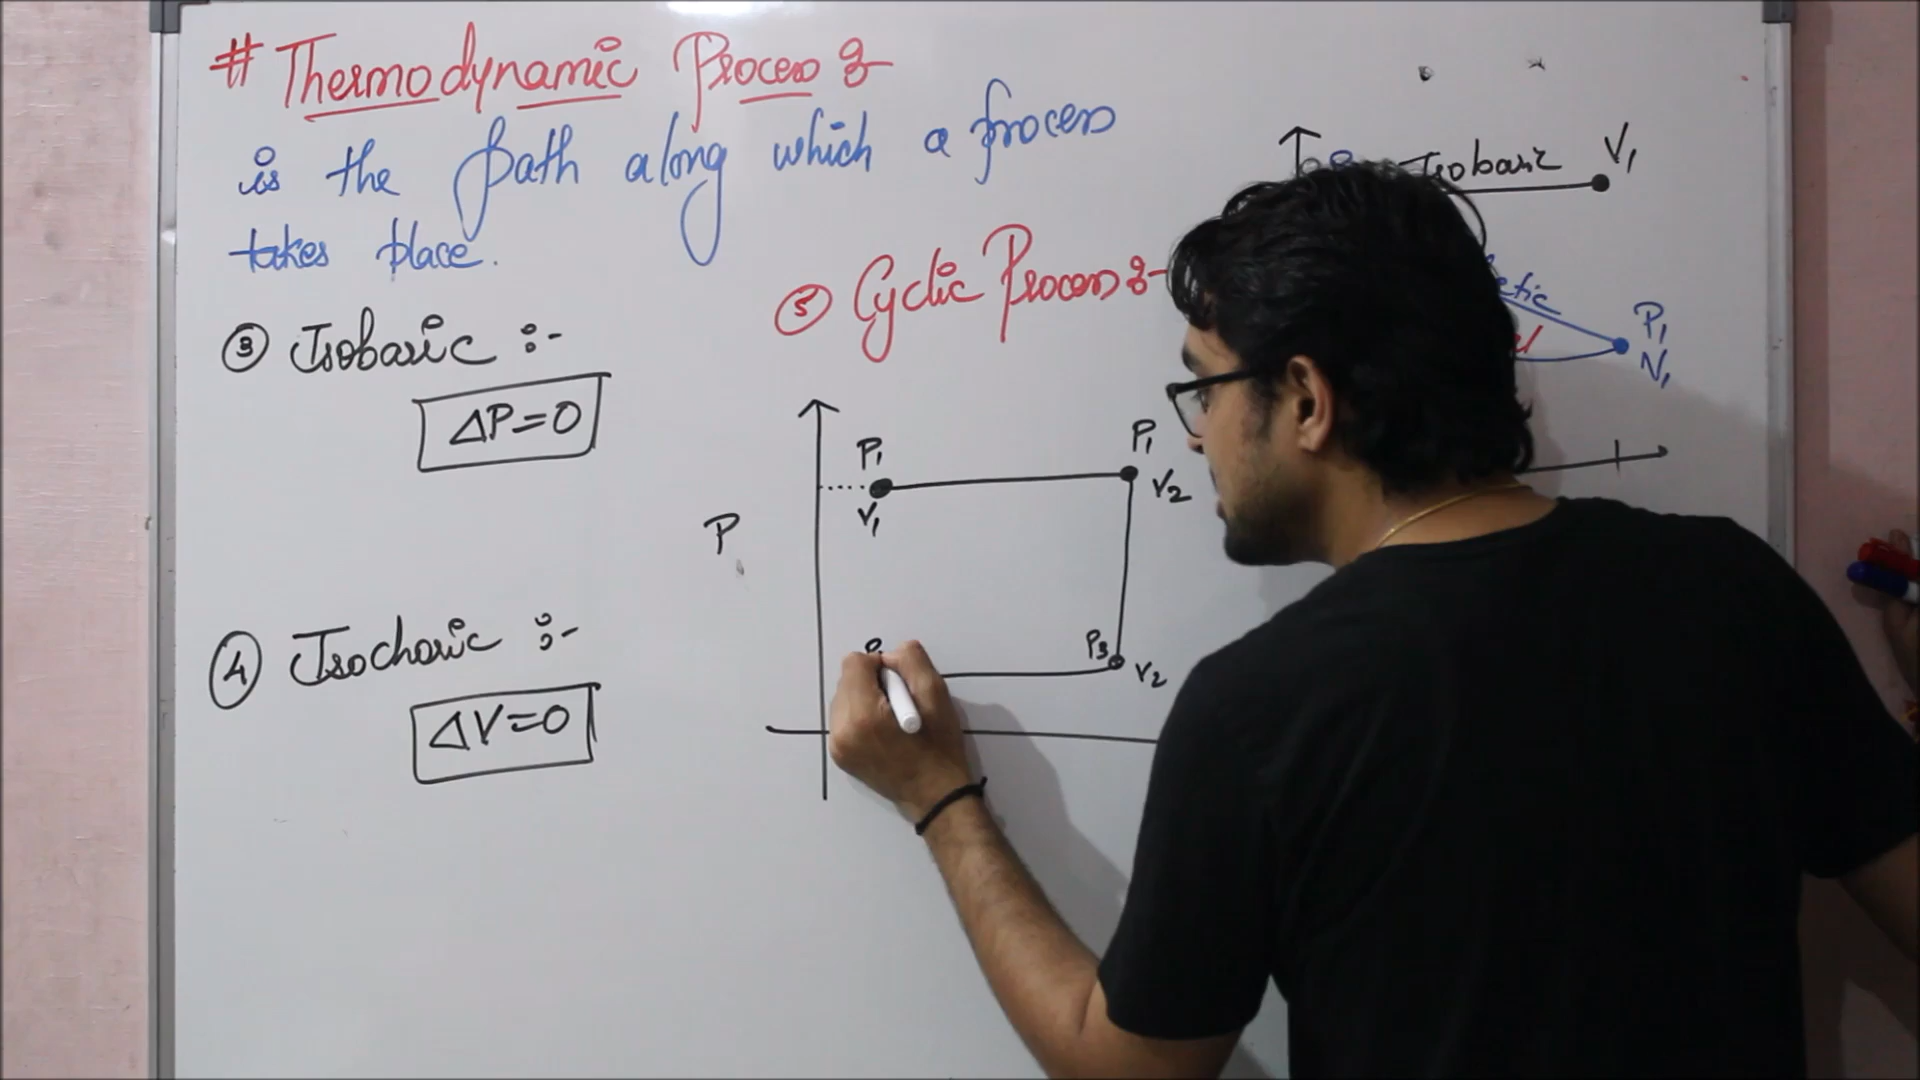 # Thermodynamic Process :-
is the path along which a process
takes place.
③ Isobaric :-
ΔP=0
④ Isochoric :-
ΔV=0
⑤ Cyclic Process :-
P
P₁
V₁
P₁
V₂
P₃
V₂
Isobaric V₁
P₁
V₁